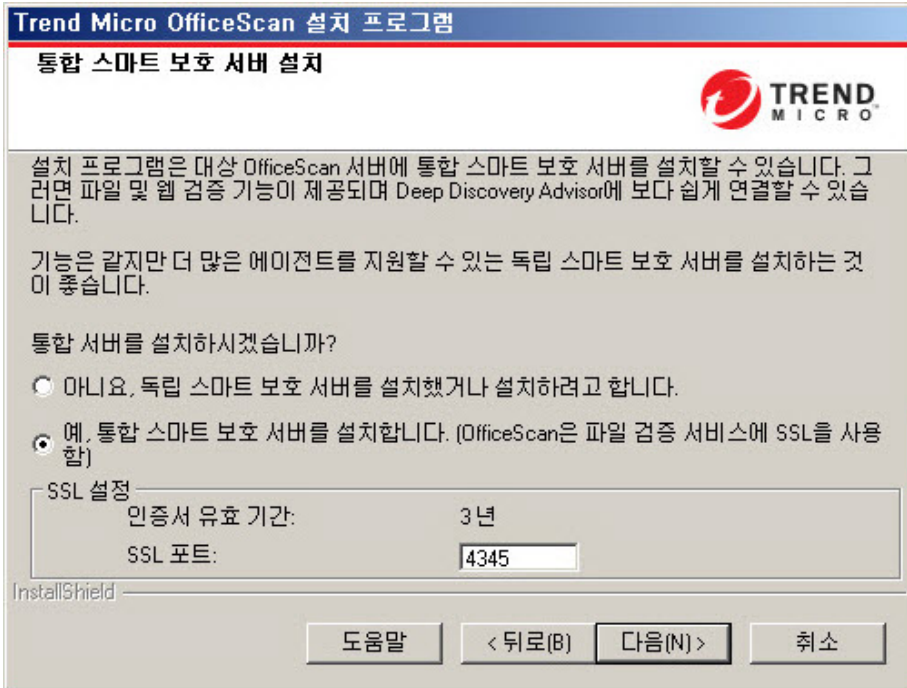 Trend Micro OfficeScan 설치 프로그램
통합 스마트 보호 서버 설치
TREND
MICRO
설치 프로그램은 대상 OfficeScan 서버에 통합 스마트 보호 서버를 설치할 수 있습니다. 그
러면 파일 및 웹 검증 기능이 제공되며 Deep Discovery Advisor에 보다 쉽게 연결할 수 있습
니다.
기능은 같지만 더 많은 에이전트를 지원할 수 있는 독립 스마트 보호 서버를 설치하는 것
이 좋습니다.
통합 서버를 설치하시겠습니까?
아니요, 독립 스마트 보호 서버를 설치했거나 설치하려고 합니다.
예, 통합 스마트 보호 서버를 설치합니다. (OfficeScan은 파일 검증 서비스에 SSL을 사용
함)
SSL 설정
인증서 유효 기간: 3 년
SSL 포트: 4345
InstallShield
도움말 < 뒤로(B) 다음(N) > 취소